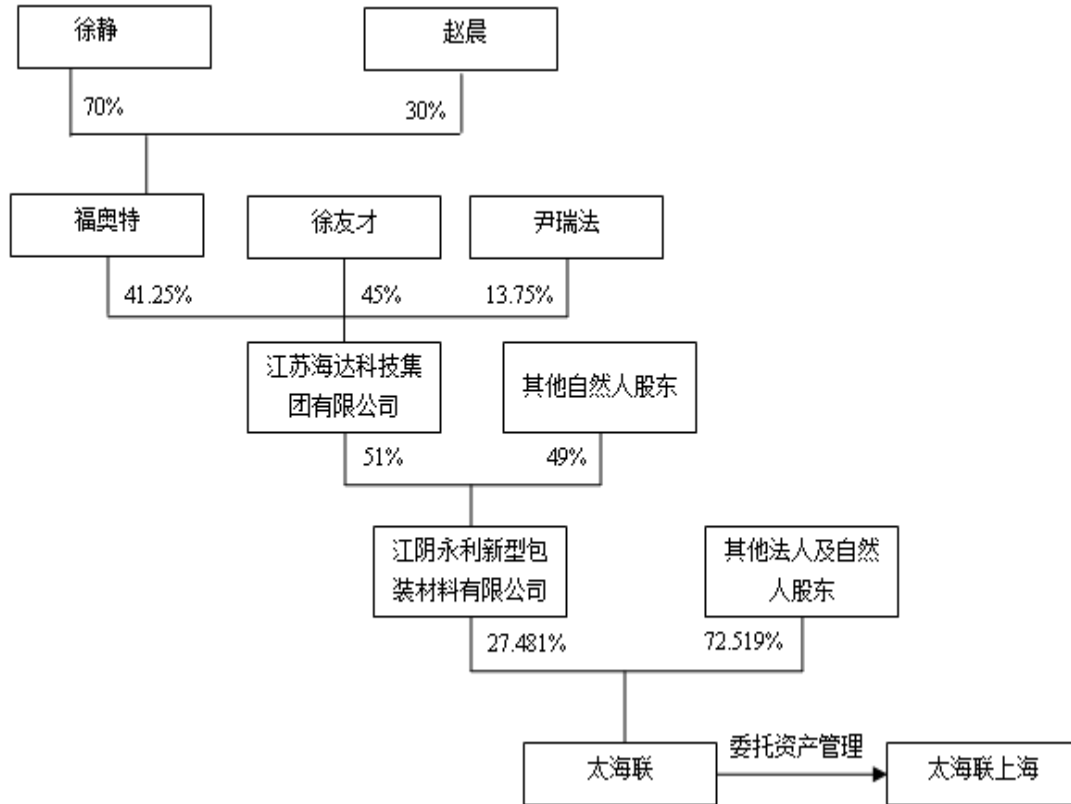 徐静
赵晨
70%
30%
福奥特
徐友才
尹瑞法
41.25%
45%
13.75%
江苏海达科技集
团有限公司
其他自然人股东
51%
49%
江阴永利新型包
装材料有限公司
其他法人及自然
人股东
27.481%
72.519%
太海联
委托资产管理
太海联上海